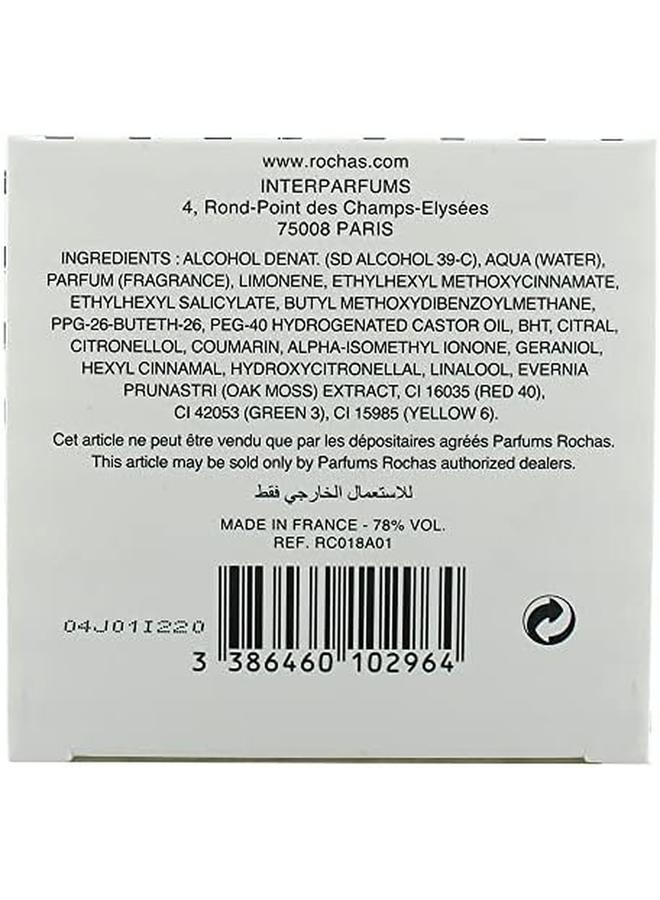 www.rochas.com
INTERPARFUMS
4, Rond-Point des Champs-Elysées
75008 PARIS
INGREDIENTS : ALCOHOL DENAT. (SD ALCOHOL 39-C), AQUA (WATER),
PARFUM (FRAGRANCE), LIMONENE, ETHYLHEXYL METHOXYCINNAMATE,
ETHYLHEXYL SALICYLATE, BUTYL METHOXYDIBENZOYLMETHANE,
PPG-26-BUTETH-26, PEG-40 HYDROGENATED CASTOR OIL, BHT, CITRAL,
CITRONELLOL, COUMARIN, ALPHA-ISOMETHYL IONONE, GERANIOL,
HEXYL CINNAMAL, HYDROXYCITRONELLAL, LINALOOL, EVERNIA
PRUNASTRI (OAK MOSS) EXTRACT, CI 16035 (RED 40),
CI 42053 (GREEN 3), CI 15985 (YELLOW 6).
Cet article ne peut être vendu que par les dépositaires agréés Parfums Rochas.
This article may be sold only by Parfums Rochas authorized dealers.
للاستعمال الخارجي فقط
MADE IN FRANCE - 78% VOL.
REF. RC018A01
04J01I220
3 386460 102964